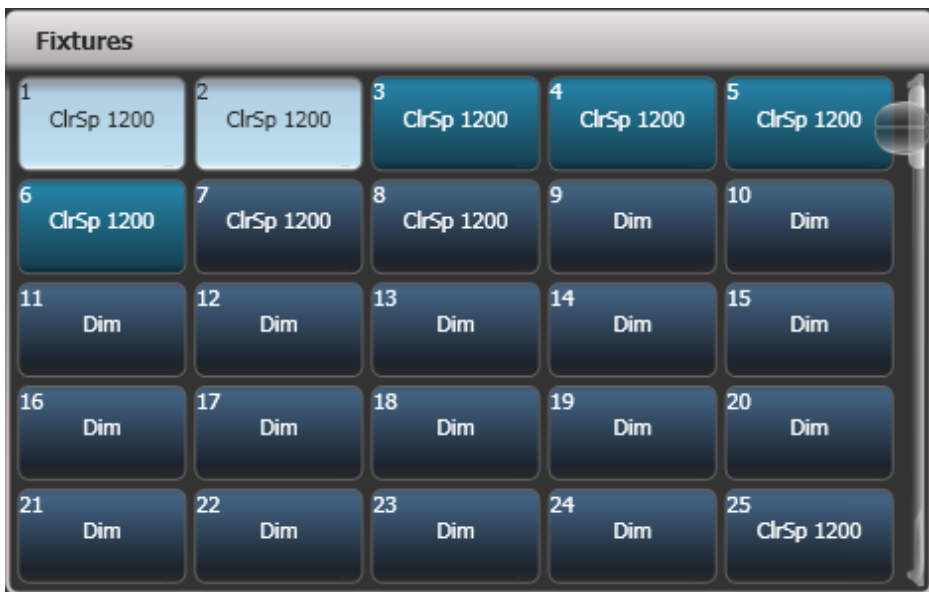 Fixtures
1 ClrSp 1200
2 ClrSp 1200
3 ClrSp 1200
4 ClrSp 1200
5 ClrSp 1200
6 ClrSp 1200
7 ClrSp 1200
8 ClrSp 1200
9 Dim
10 Dim
11 Dim
12 Dim
13 Dim
14 Dim
15 Dim
16 Dim
17 Dim
18 Dim
19 Dim
20 Dim
21 Dim
22 Dim
23 Dim
24 Dim
25 ClrSp 1200